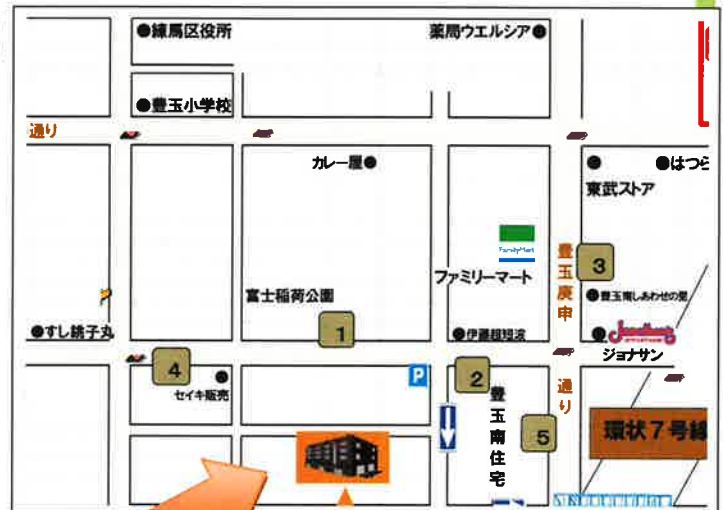 ●練馬区役所
薬局ウエルシア●
●豊玉小学校
通り
カレー屋●
●はつら
東武ストア
FamilyMart
ファミリーマート
豊玉庚申
3
富士稲荷公園
●豊玉南しあわせの里
●すし銚子丸
1
●伊藤超短波
Jonathan's
ジョナサン
4
セイキ販売
P
2
通り
豊玉南住宅
5
環状7号線